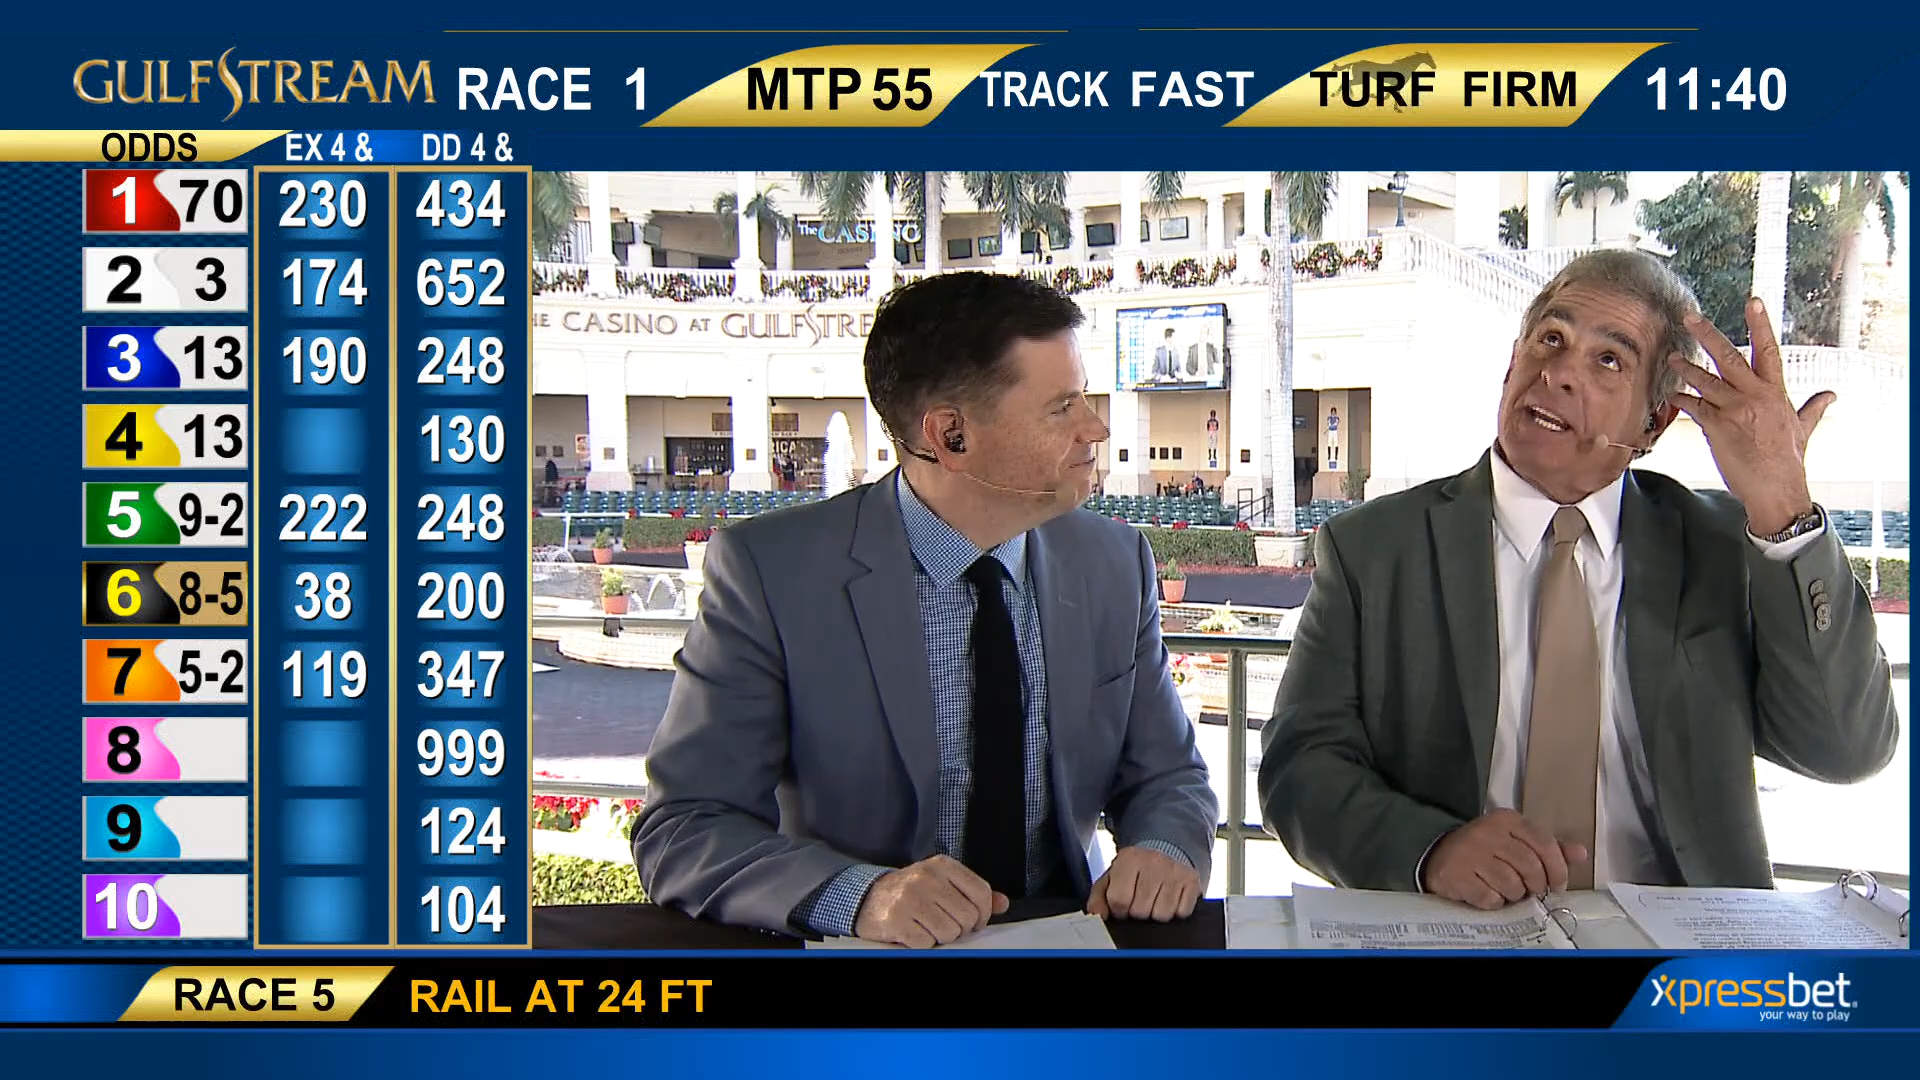 GULFSTREAM RACE 1 MTP 55 TRACK FAST TURF FIRM 11:40
ODDS EX 4 & DD 4 &
1 70 230 434
2 3 174 652
3 13 190 248
4 13 130
5 9-2 222 248
6 8-5 38 200
7 5-2 119 347
8 999
9 124
10 104
The CASINO
CASINO AT GULFSTRE
RACE 5 RAIL AT 24 FT
xpressbet.
your way to play